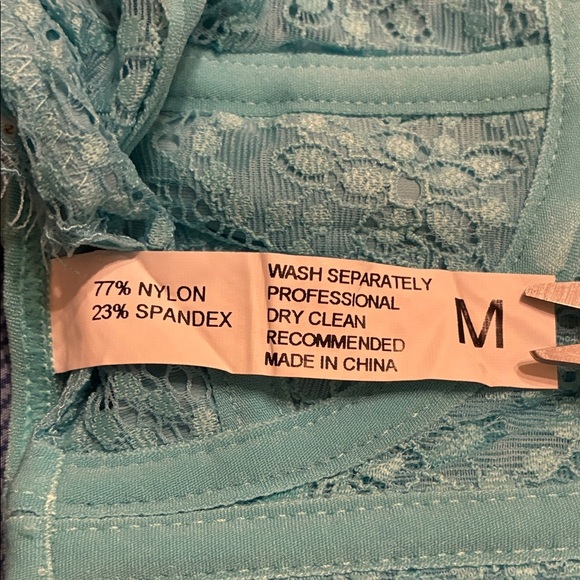 77% NYLON
23% SPANDEX
WASH SEPARATELY
PROFESSIONAL
DRY CLEAN
RECOMMENDED
MADE IN CHINA
M